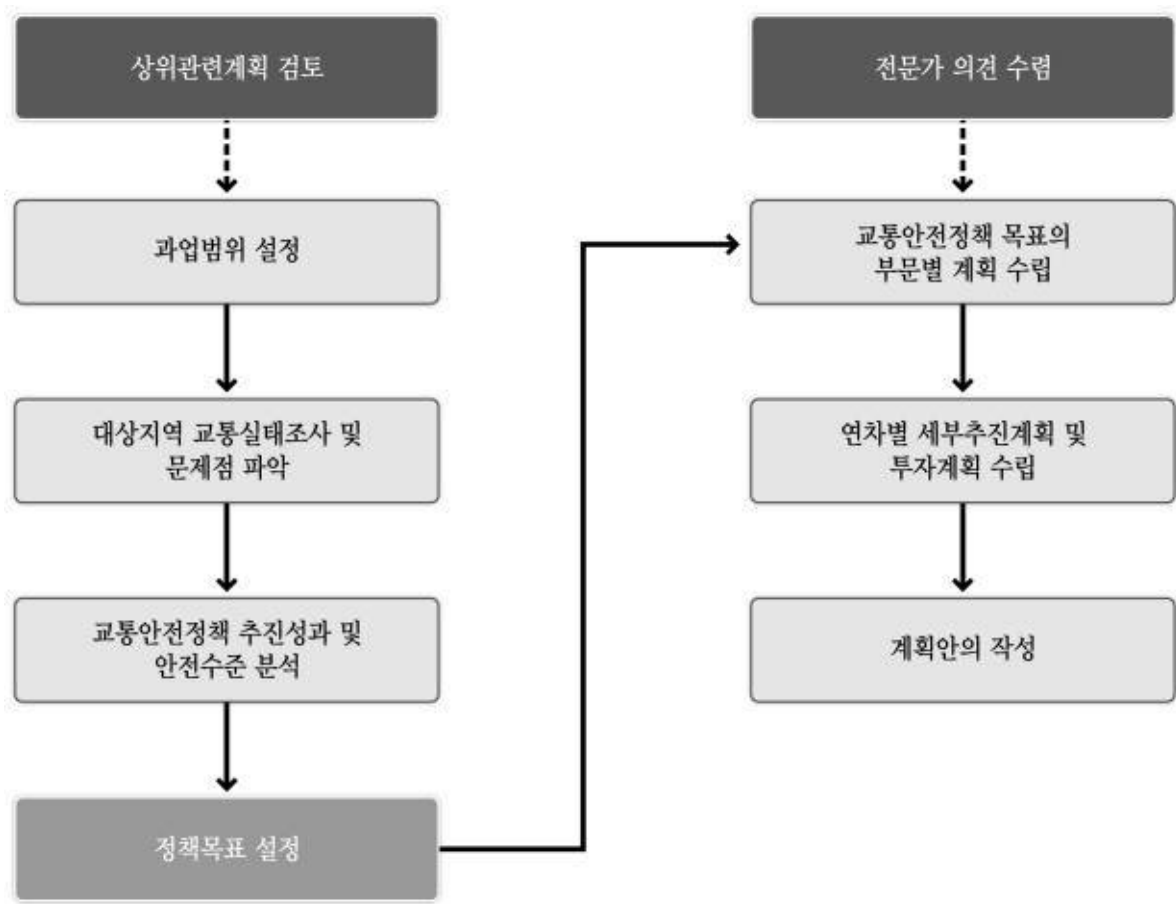 상위관련계획 검토
과업범위 설정
대상지역 교통실태조사 및
문제점 파악
교통안전정책 추진성과 및
안전수준 분석
정책목표 설정
전문가 의견 수렴
교통안전정책 목표의
부문별 계획 수립
연차별 세부추진계획 및
투자계획 수립
계획안의 작성